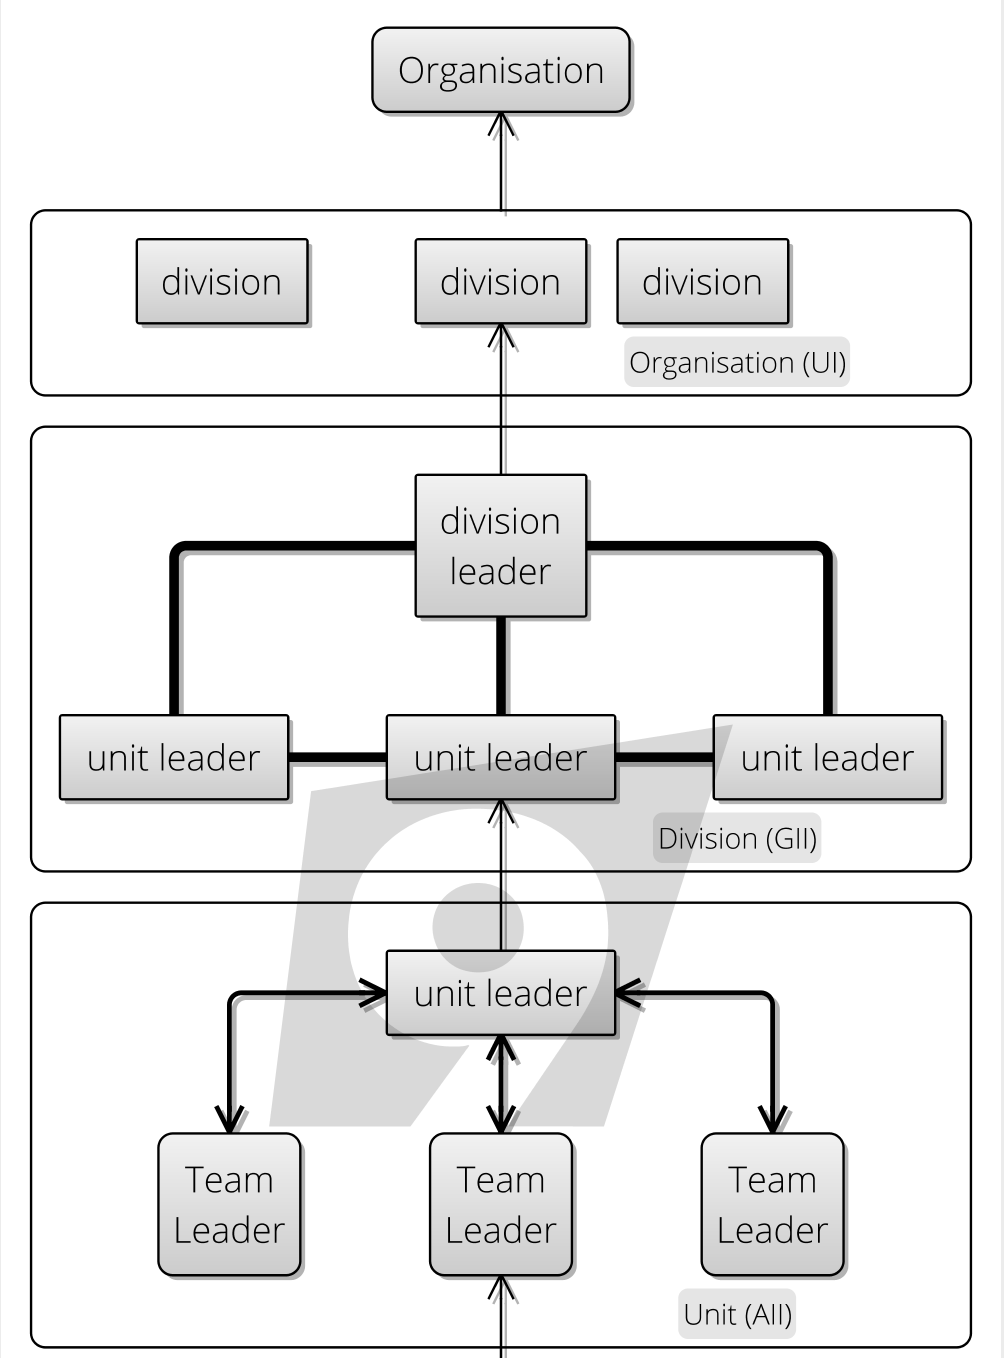 Organisation
division
division
division
Organisation (UI)
division
leader
unit leader
unit leader
unit leader
Division (GII)
unit leader
Team
Leader
Team
Leader
Team
Leader
Unit (AII)